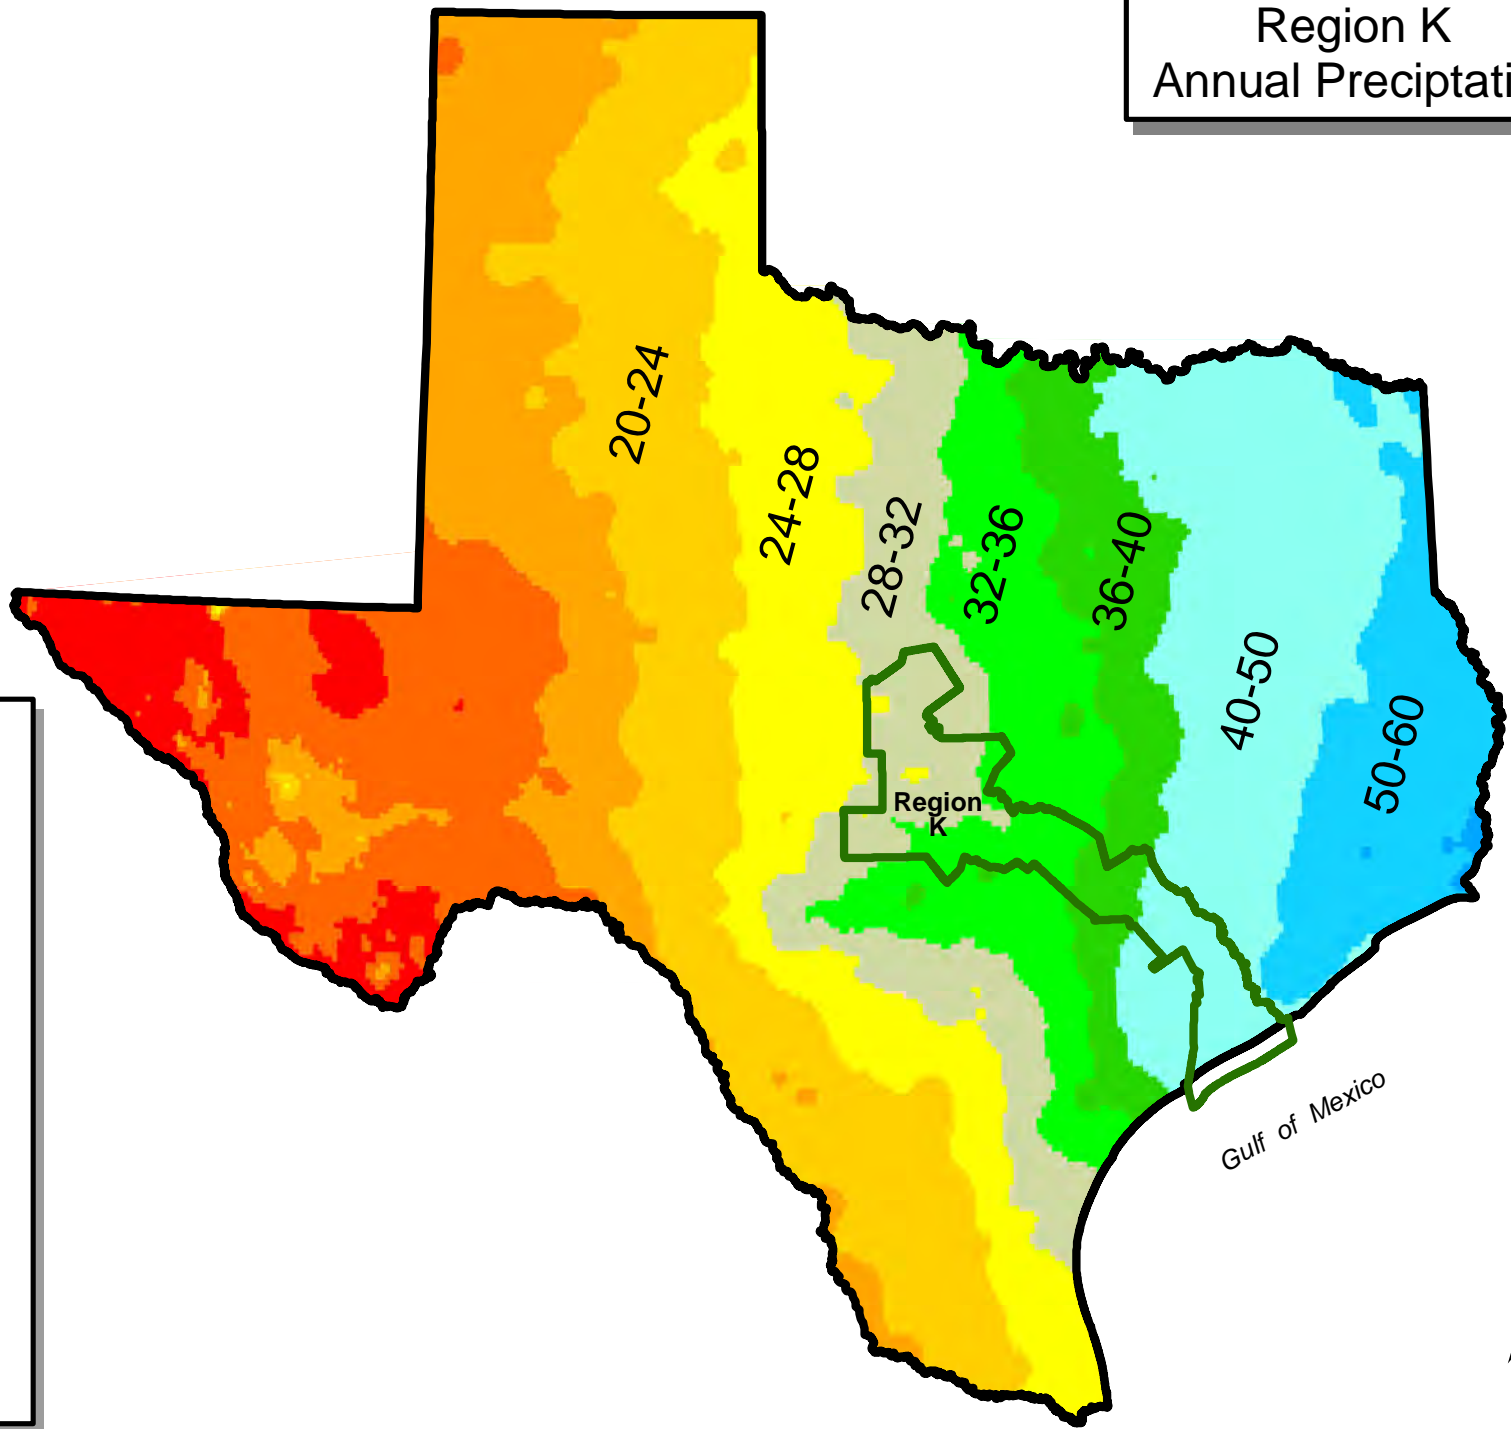 Region K
Annual Preciptati
20-24
24-28
28-32
32-36
36-40
40-50
50-60
Region
K
Gulf of Mexico